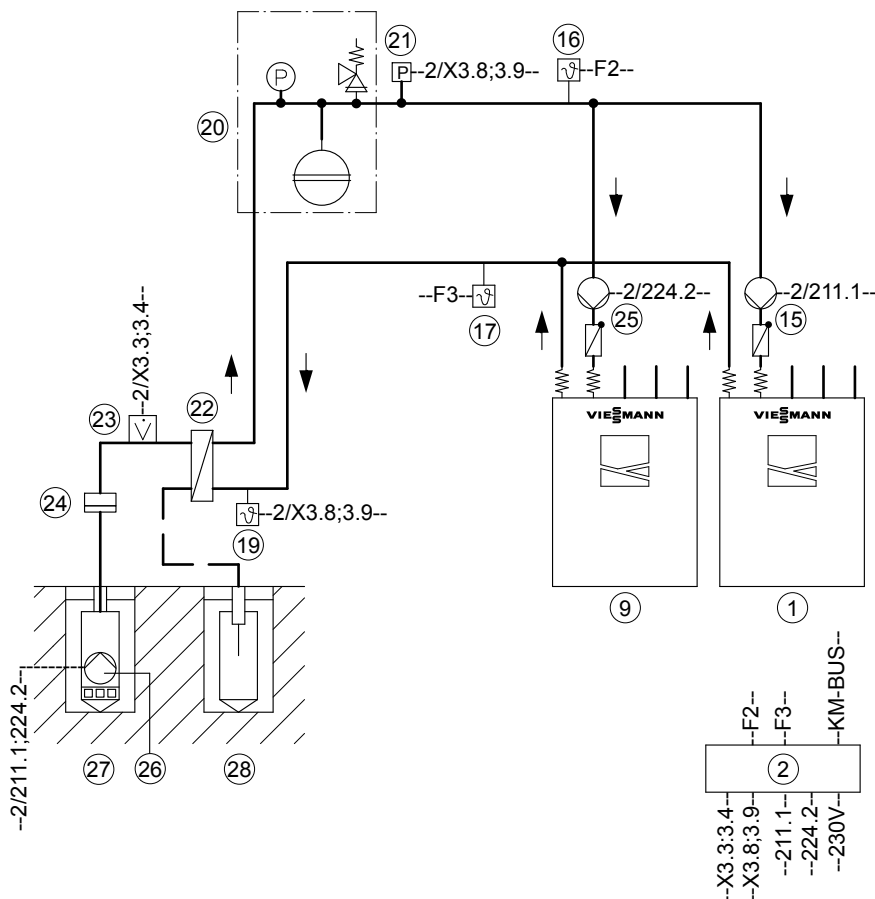 21
16
P
P --2/X3.8;3.9--
ϑ --F2--
20
--F3-- ϑ
--2/224.2--
--2/211.1--
17
25
15
--2/X3.3;3.4--
23
V
22
VIESMANN
VIESMANN
24
ϑ --2/X3.8;3.9--
19
9
1
--2/211.1;224.2--
27
26
28
--F2--
--F3--
--KM-BUS--
2
--X3.3;3.4--
--X3.8;3.9--
--211.1--
--224.2--
--230V--